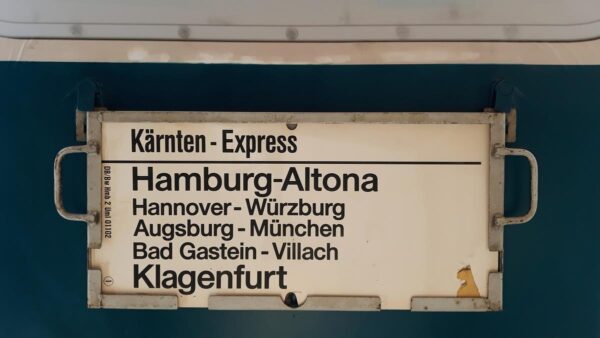 Kärnten - Express
Hamburg-Altona
Hannover - Würzburg
Augsburg - München
Bad Gastein - Villach
Klagenfurt